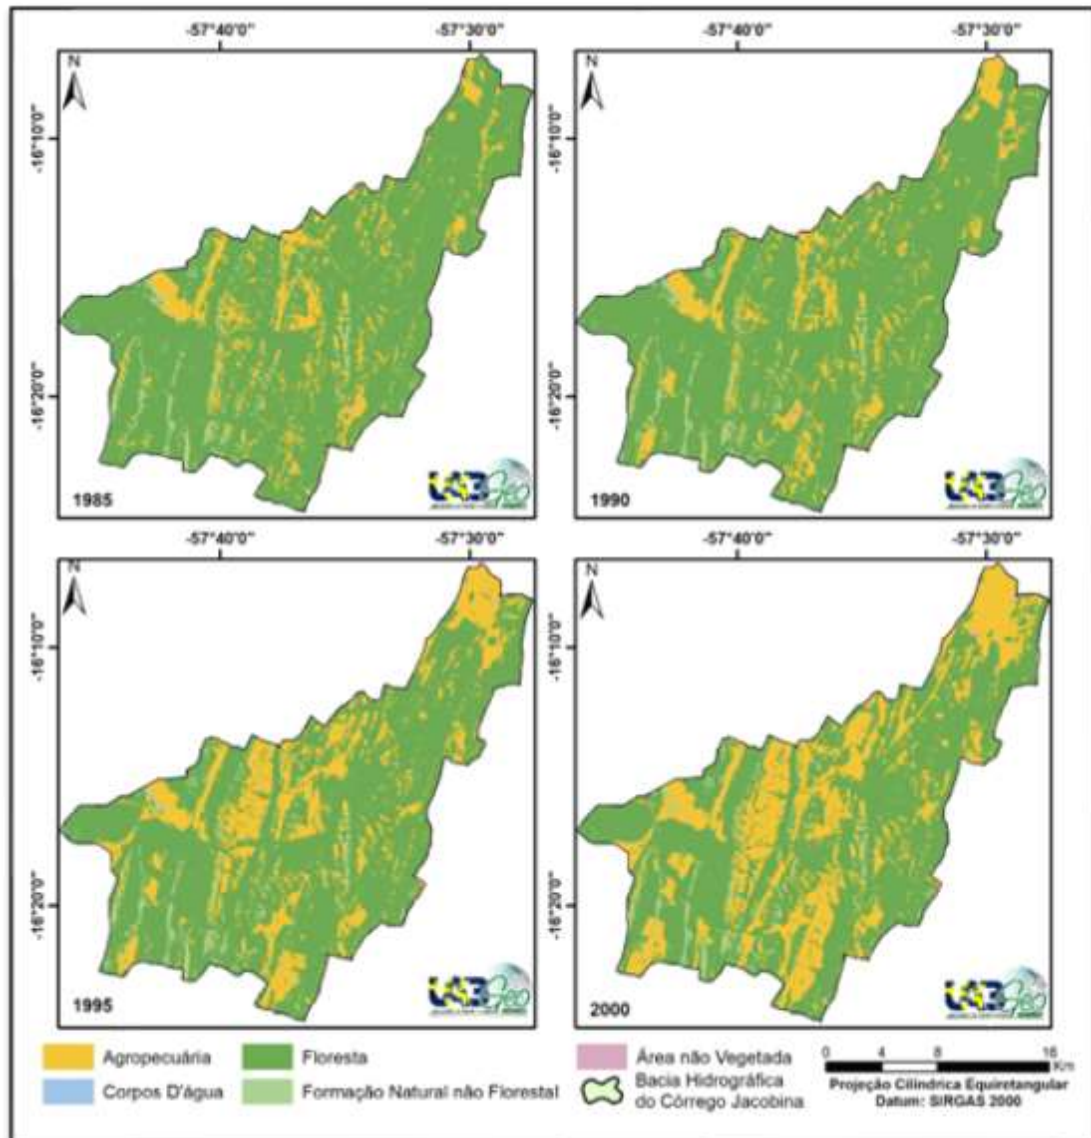 -57°40'0" -57°30'0" -57°40'0" -57°30'0"
N
N
-16°10'0"
-16°10'0"
-16°20'0"
-16°20'0"
1985
1990
-57°40'0" -57°30'0" -57°40'0" -57°30'0"
N
N
-16°10'0"
-16°10'0"
-16°20'0"
-16°20'0"
1995
2000
Agropecuária
Floresta
Área não Vegetada
0 4 8 16
Km
Corpos D'água
Formação Natural não Florestal
Bacia Hidrográfica
do Córrego Jacobina
Projeção Cilíndrica Equiretangular
Datum: SIRGAS 2000